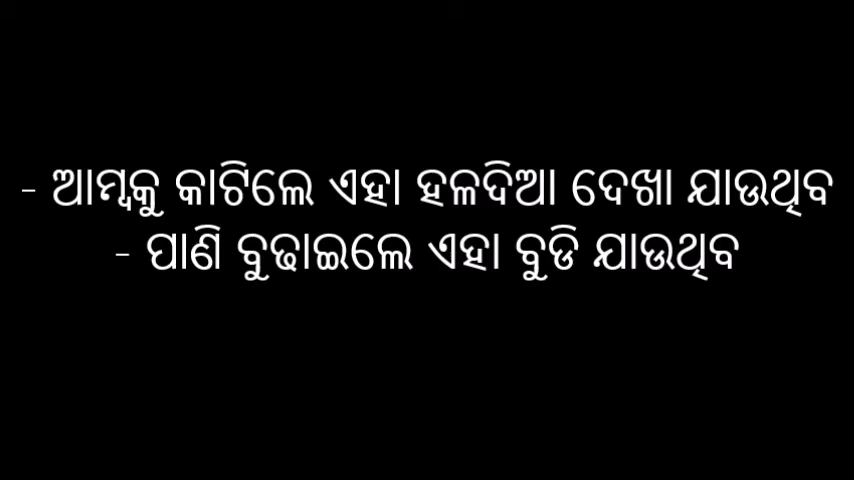 - ଆମ୍ବକୁ କାଟିଲେ ଏହା ହଳଦିଆ ଦେଖା ଯାଉଥିବ
- ପାଣି ବୁଢାଇଲେ ଏହା ବୁଡି ଯାଉଥିବ